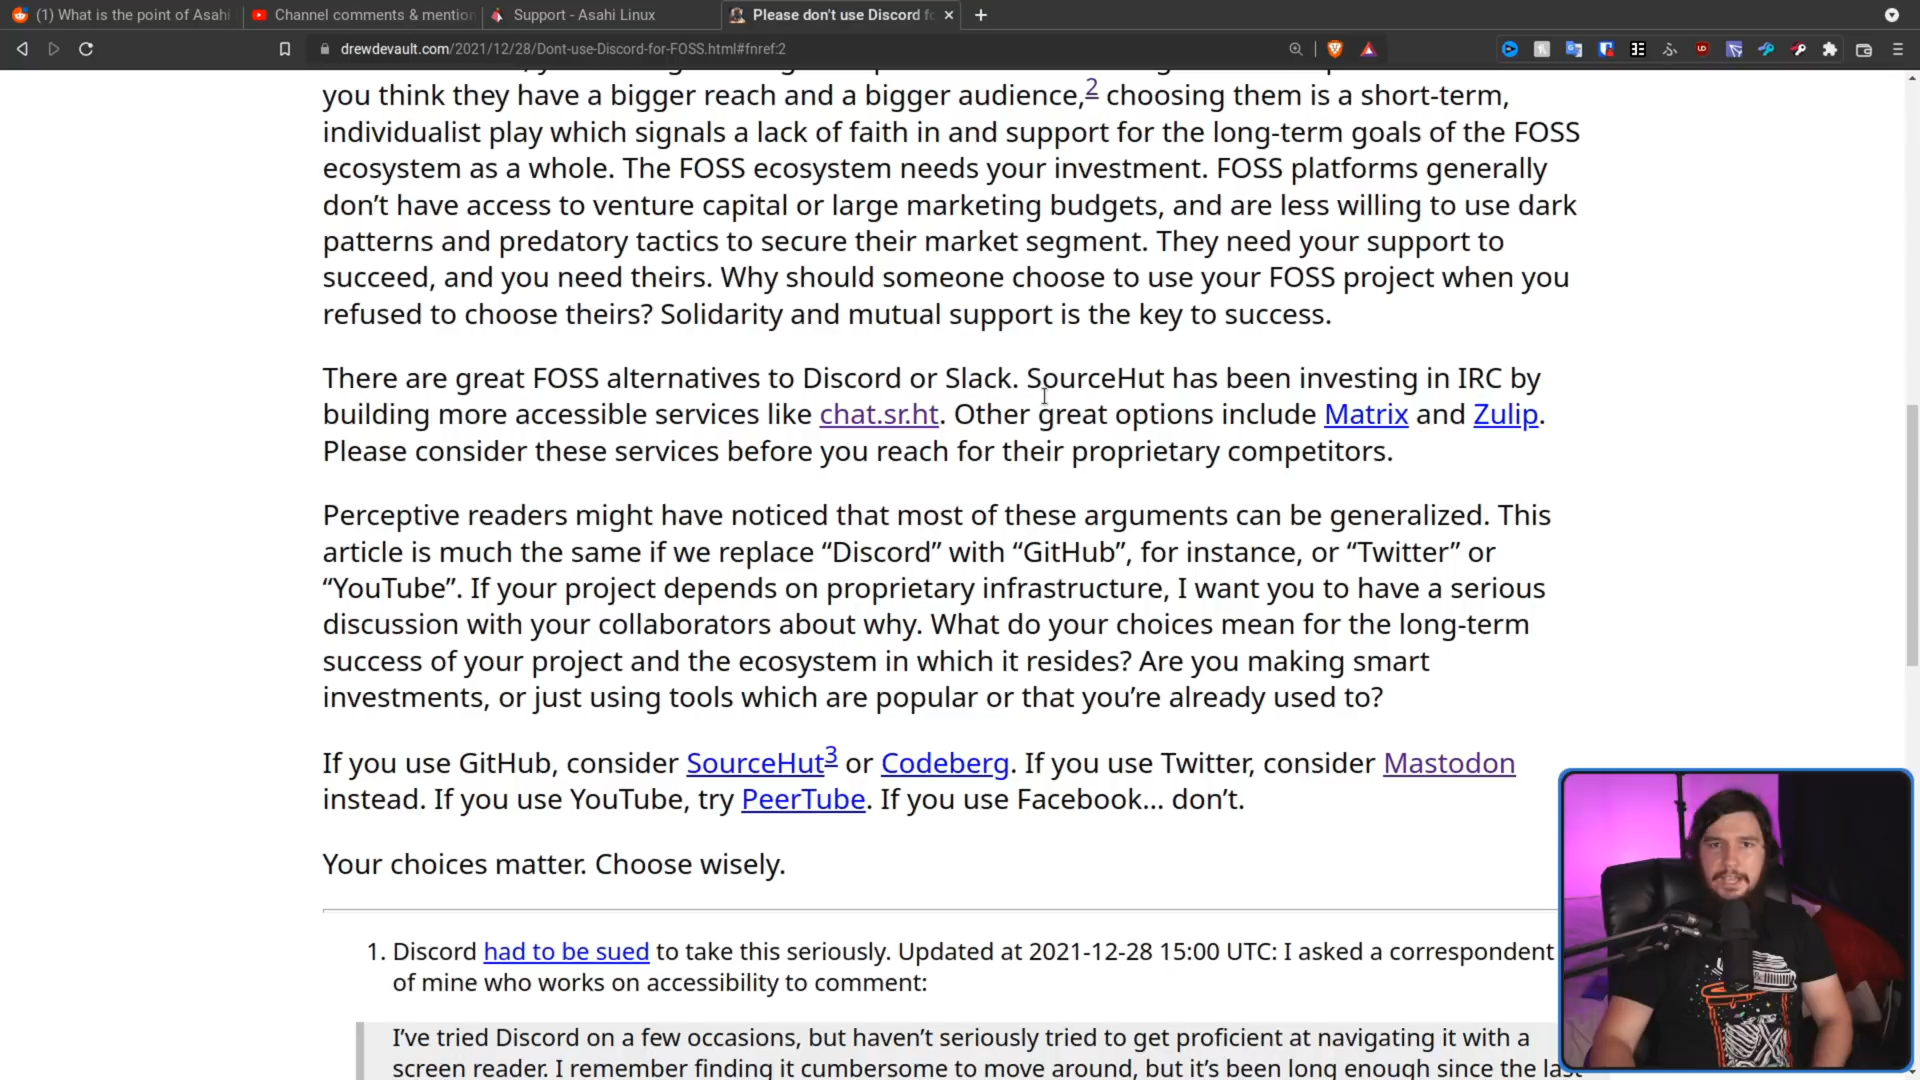 (1) What is the point of Asahi
Channel comments & mention
Support - Asahi Linux
Please don't use Discord fo
drewdevault.com/2021/12/28/Dont-use-Discord-for-FOSS.html#fnref:2
you think they have a bigger reach and a bigger audience,2 choosing them is a short-term,
individualist play which signals a lack of faith in and support for the long-term goals of the FOSS
ecosystem as a whole. The FOSS ecosystem needs your investment. FOSS platforms generally
don’t have access to venture capital or large marketing budgets, and are less willing to use dark
patterns and predatory tactics to secure their market segment. They need your support to
succeed, and you need theirs. Why should someone choose to use your FOSS project when you
refused to choose theirs? Solidarity and mutual support is the key to success.
There are great FOSS alternatives to Discord or Slack. SourceHut has been investing in IRC by
building more accessible services like chat.sr.ht. Other great options include Matrix and Zulip.
Please consider these services before you reach for their proprietary competitors.
Perceptive readers might have noticed that most of these arguments can be generalized. This
article is much the same if we replace “Discord” with “GitHub”, for instance, or “Twitter” or
“YouTube”. If your project depends on proprietary infrastructure, I want you to have a serious
discussion with your collaborators about why. What do your choices mean for the long-term
success of your project and the ecosystem in which it resides? Are you making smart
investments, or just using tools which are popular or that you’re already used to?
If you use GitHub, consider SourceHut3 or Codeberg. If you use Twitter, consider Mastodon
instead. If you use YouTube, try PeerTube. If you use Facebook... don’t.
Your choices matter. Choose wisely.
1. Discord had to be sued to take this seriously. Updated at 2021-12-28 15:00 UTC: I asked a correspondent
of mine who works on accessibility to comment:
I’ve tried Discord on a few occasions, but haven’t seriously tried to get proficient at navigating it with a
screen reader. I remember finding it cumbersome to move around, but it’s been long enough since the last